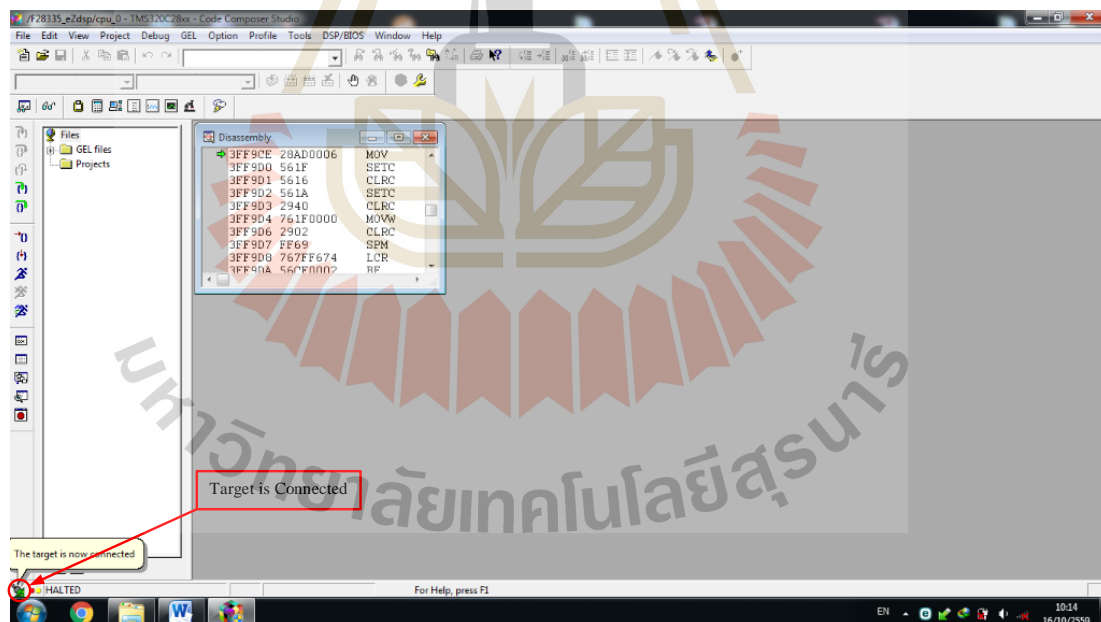 /F28335_eZdsp/cpu_0 - TMS320C28xx - Code Composer Studio
File Edit View Project Debug GEL Option Profile Tools DSP/BIOS Window Help
Files
GEL files
Projects
Disassembly
3FF9CE 28AD0006 MOV
3FF9D0 561F SETC
3FF9D1 5616 CLRC
3FF9D2 561A SETC
3FF9D3 2940 CLRC
3FF9D4 761F0000 MOVW
3FF9D6 2902 CLRC
3FF9D7 FF69 SPM
3FF9D8 767FF674 LCR
3FF9DA 56CF0002 BF
มหาวิทยาลัยเทคโนโลยีสุรนารี
Target is Connected
The target is now connected
HALTED
For Help, press F1
EN
10:14
16/10/2559